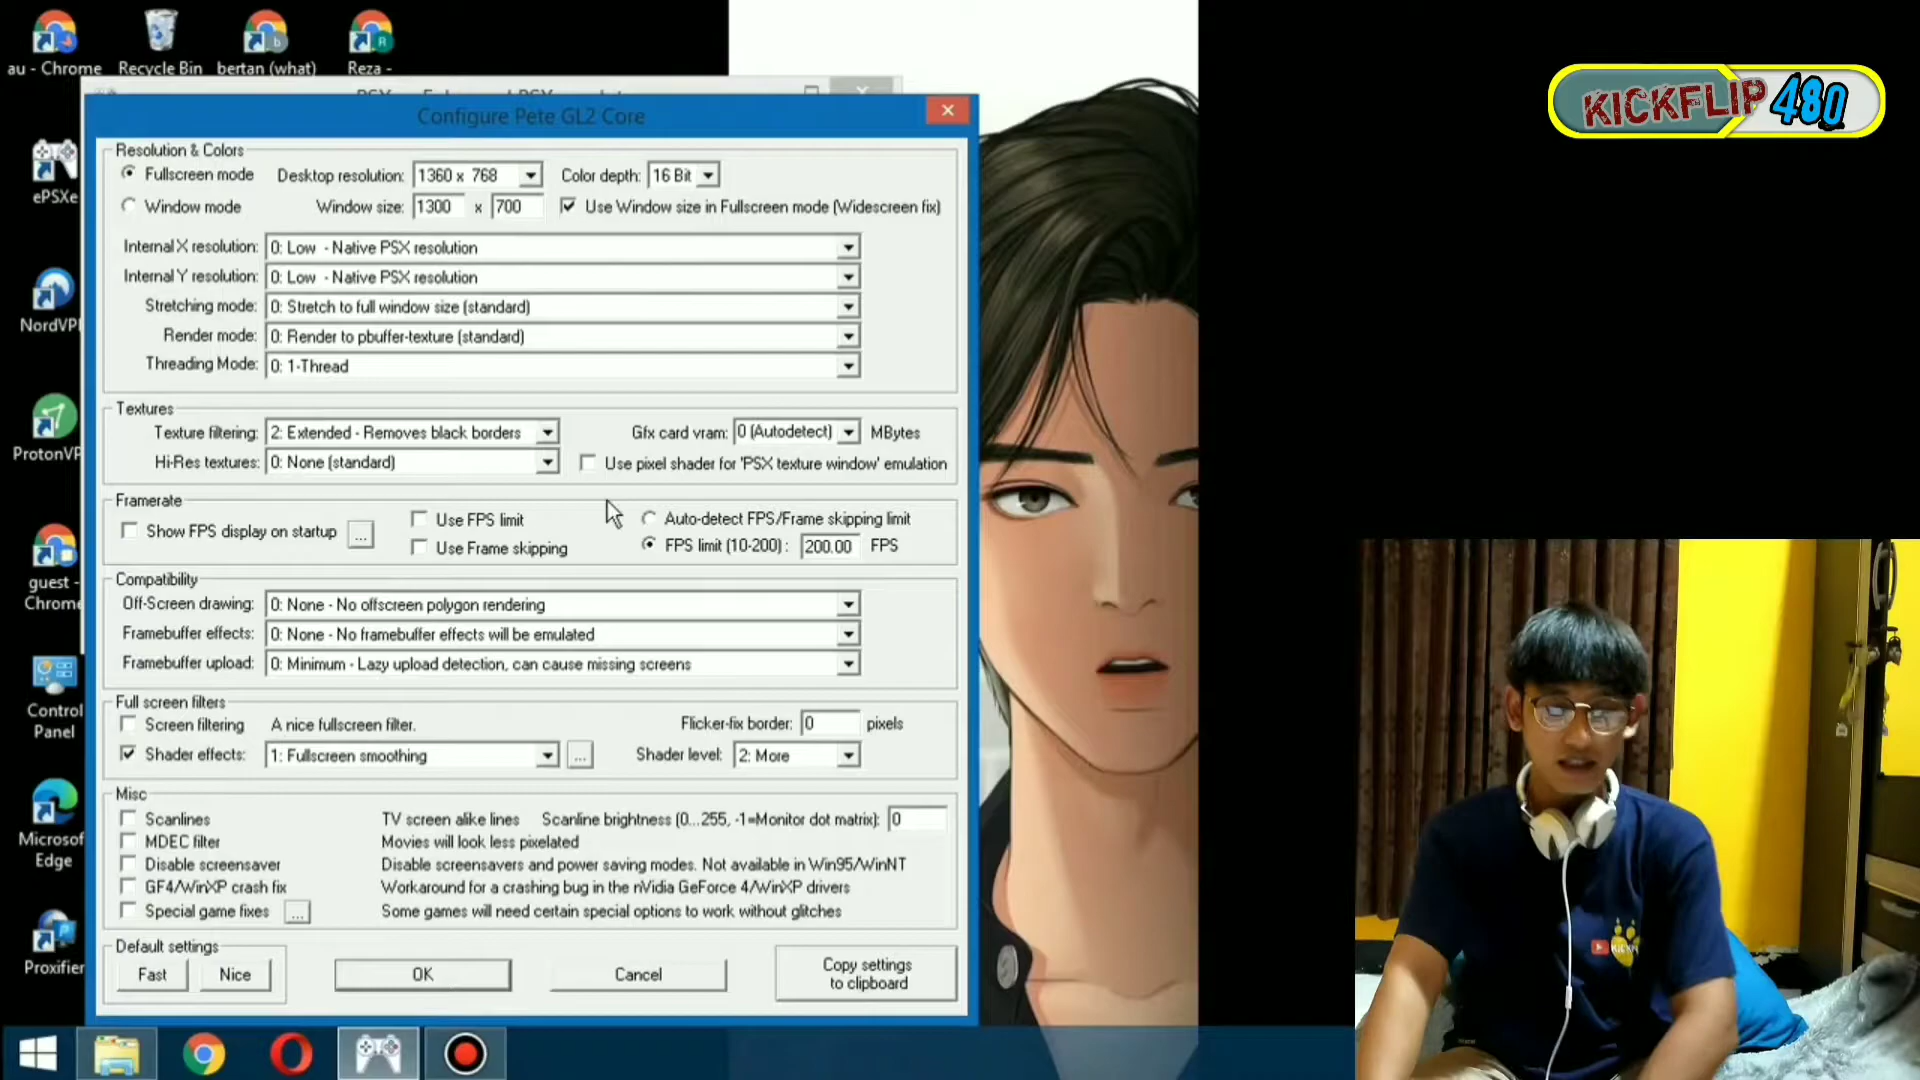 au - Chrome
Recycle Bin
bertan (what)
Reza -
KICKFLIP 480
ePSXe
NordVP
ProtonVP
guest -
Chrome
Control
Panel
Microsof
Edge
Proxifier
Configure Pete GL2 Core
Resolution & Colors
Fullscreen mode Desktop resolution: 1360 x 768 Color depth: 16 Bit
Window mode Window size: 1300 x 700 Use Window size in Fullscreen mode (Widescreen fix)
Internal X resolution: 0: Low - Native PSX resolution
Internal Y resolution: 0: Low - Native PSX resolution
Stretching mode: 0: Stretch to full window size (standard)
Render mode: 0: Render to pbuffer-texture (standard)
Threading Mode: 0: 1-Thread
Textures
Texture filtering: 2: Extended - Removes black borders Gfx card vram: 0 (Autodetect) MBytes
Hi-Res textures: 0: None (standard) Use pixel shader for 'PSX texture window' emulation
Framerate
Show FPS display on startup ... Use FPS limit Auto-detect FPS/Frame skipping limit
Use Frame skipping FPS limit (10-200) : 200.00 FPS
Compatibility
Off-Screen drawing: 0: None - No offscreen polygon rendering
Framebuffer effects: 0: None - No framebuffer effects will be emulated
Framebuffer upload: 0: Minimum - Lazy upload detection, can cause missing screens
Full screen filters
Screen filtering A nice fullscreen filter. Flicker-fix border: 0 pixels
Shader effects: 1: Fullscreen smoothing ... Shader level: 2: More
Misc
Scanlines TV screen alike lines Scanline brightness (0...255, -1=Monitor dot matrix): 0
MDEC filter Movies will look less pixelated
Disable screensaver Disable screensavers and power saving modes. Not available in Win95/WinNT
GF4/WinXP crash fix Workaround for a crashing bug in the nVidia GeForce 4/WinXP drivers
Special game fixes ... Some games will need certain special options to work without glitches
Default settings
Fast Nice OK Cancel Copy settings
to clipboard